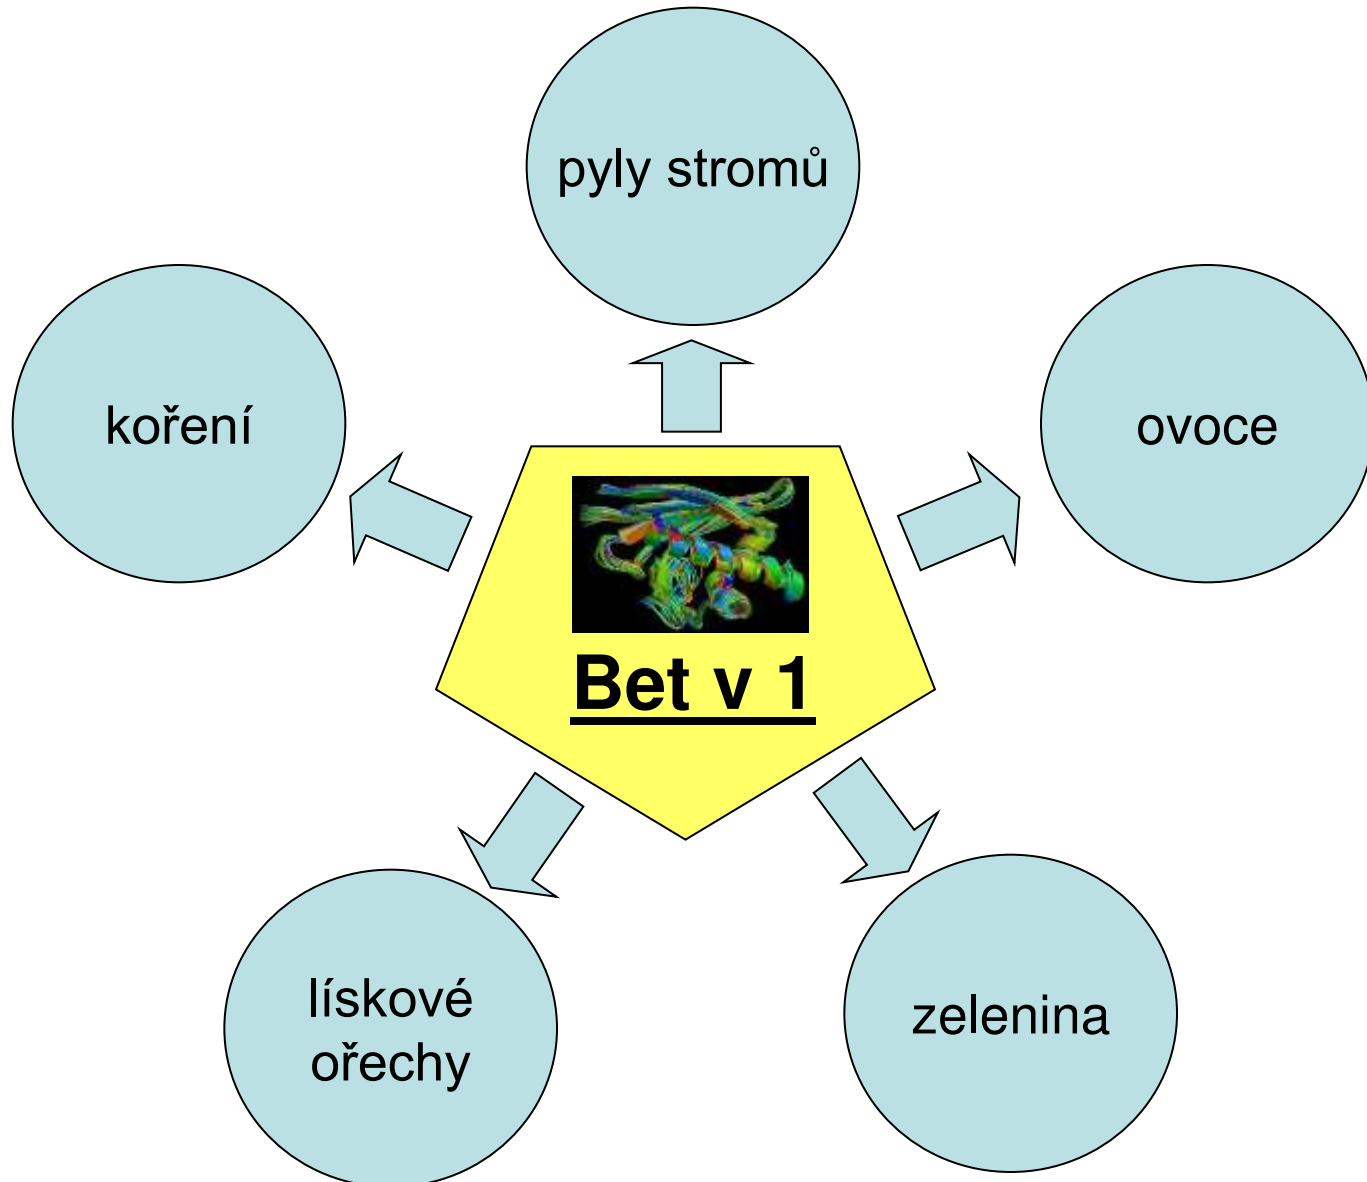 pyly stromů
koření
ovoce
Bet v 1
lískové
ořechy
zelenina